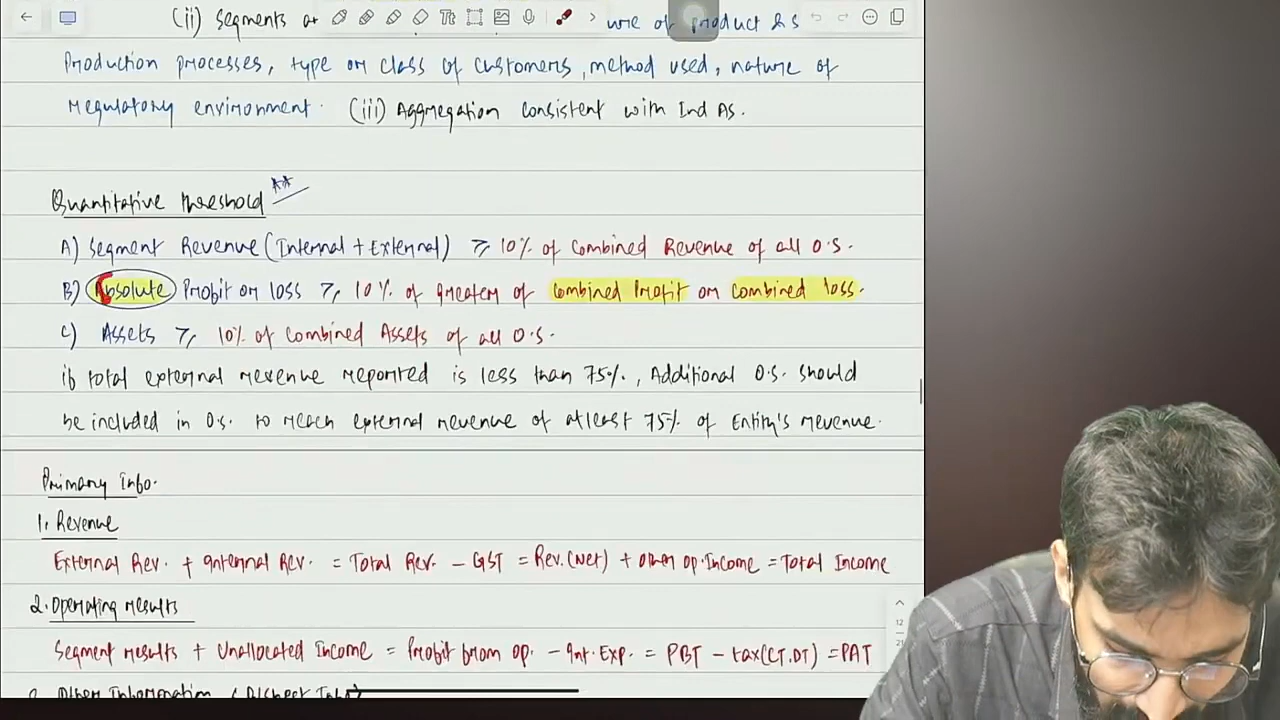 (ii) Segments a ure of product & s
Production processes, type or class of customers, method used, nature of
regulatory environment. (iii) Aggregation consistent with Ind AS.
Quantitative threshold **
A) Segment Revenue (Internal + External) ≥ 10% of Combined Revenue of all O.S.
B) Absolute Profit or loss ≥ 10% of greater of Combined Profit or Combined loss.
C) Assets ≥ 10% of Combined Assets of all O.S.
if total external revenue reported is less than 75%, Additional O.S. should
be included in O.S. to reach external revenue of atleast 75% of Entity's revenue.
Primary Info.
1. Revenue
External Rev. + Internal Rev. = Total Rev. - GST = Rev.(Net) + other op. Income = Total Income
2. Operating results
Segment results + Unallocated Income = Profit from op. - Int. Exp. = PBT - tax(CT.DT) = PAT
12